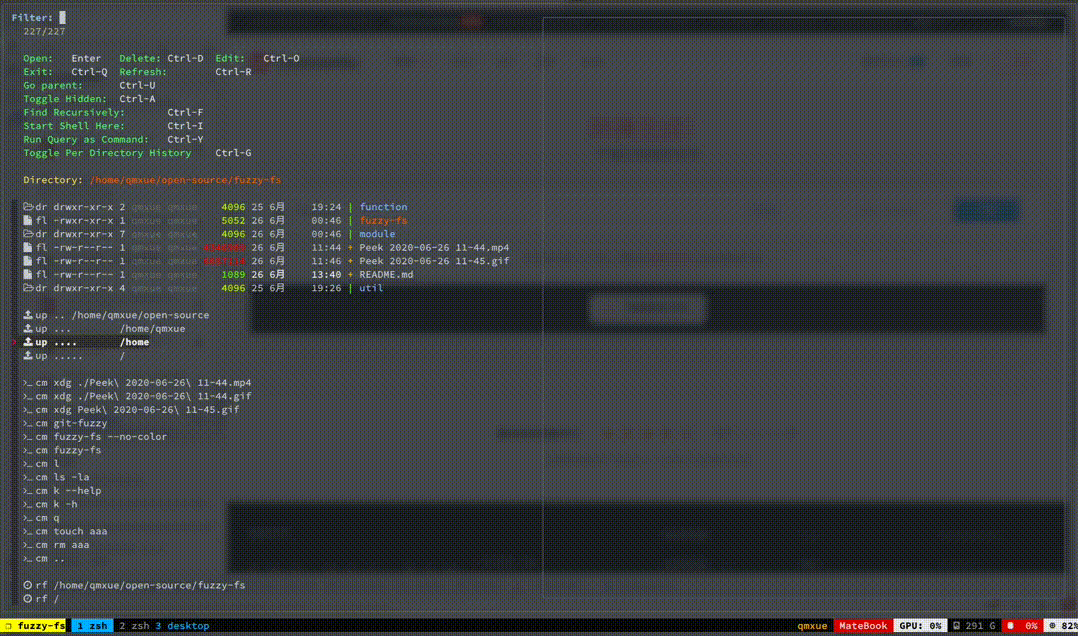 Filter:
227/227
Open: Enter Delete: Ctrl-D Edit: Ctrl-O
Exit: Ctrl-Q Refresh: Ctrl-R
Go parent: Ctrl-U
Toggle Hidden: Ctrl-A
Find Recursively: Ctrl-F
Start Shell Here: Ctrl-I
Run Query as Command: Ctrl-Y
Toggle Per Directory History Ctrl-G
Directory: /home/qmxue/open-source/fuzzy-fs
dr drwxr-xr-x 2 qmxue qmxue 4096 25 6月 19:24 | function
fl -rwxr-xr-x 1 qmxue qmxue 5052 26 6月 00:46 | fuzzy-fs
dr drwxr-xr-x 7 qmxue qmxue 4096 26 6月 00:46 | module
fl -rw-r--r-- 1 qmxue qmxue 26 6月 11:44 + Peek 2020-06-26 11-44.mp4
fl -rw-r--r-- 1 qmxue qmxue 26 6月 11:46 + Peek 2020-06-26 11-45.gif
fl -rw-r--r-- 1 qmxue qmxue 1089 26 6月 13:40 + README.md
dr drwxr-xr-x 4 qmxue qmxue 4096 25 6月 19:26 | util
up .. /home/qmxue/open-source
up ... /home/qmxue
> up .... /home
up ..... /
>_ cm xdg ./Peek\ 2020-06-26\ 11-44.mp4
>_ cm xdg ./Peek\ 2020-06-26\ 11-44.gif
>_ cm xdg Peek\ 2020-06-26\ 11-45.gif
>_ cm git-fuzzy
>_ cm fuzzy-fs --no-color
>_ cm fuzzy-fs
>_ cm l
>_ cm ls -la
>_ cm k --help
>_ cm k -h
>_ cm q
>_ cm touch aaa
>_ cm rm aaa
>_ cm ..
rf /home/qmxue/open-source/fuzzy-fs
rf /
fuzzy-fs 1 zsh 2 zsh 3 desktop qmxue MateBook GPU: 0% 291 G 0% 82%